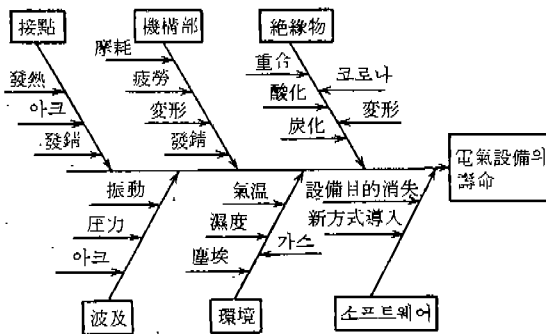 接點
機構部
絶緣物
摩耗
發熱
疲勞
重合
코로나
아크
変形
酸化
変形
發錆
發錆
炭化
電氣設備의
壽命
振動
氣温
設備目的消失
圧力
濕度
新方式導入
아크
塵埃
가스
波及
環境
소프트웨어